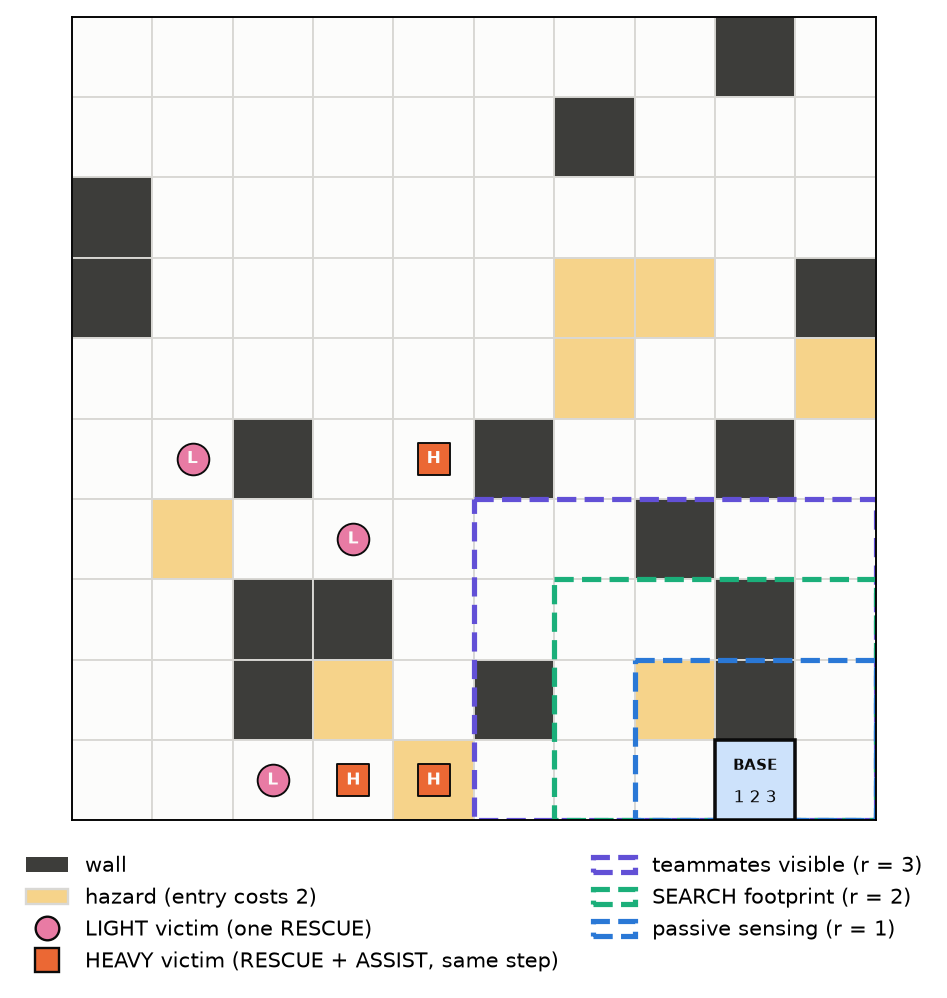 L
H
L
L
H
H
BASE
1 2 3
wall
hazard (entry costs 2)
LIGHT victim (one RESCUE)
HEAVY victim (RESCUE + ASSIST, same step)
teammates visible (r = 3)
SEARCH footprint (r = 2)
passive sensing (r = 1)